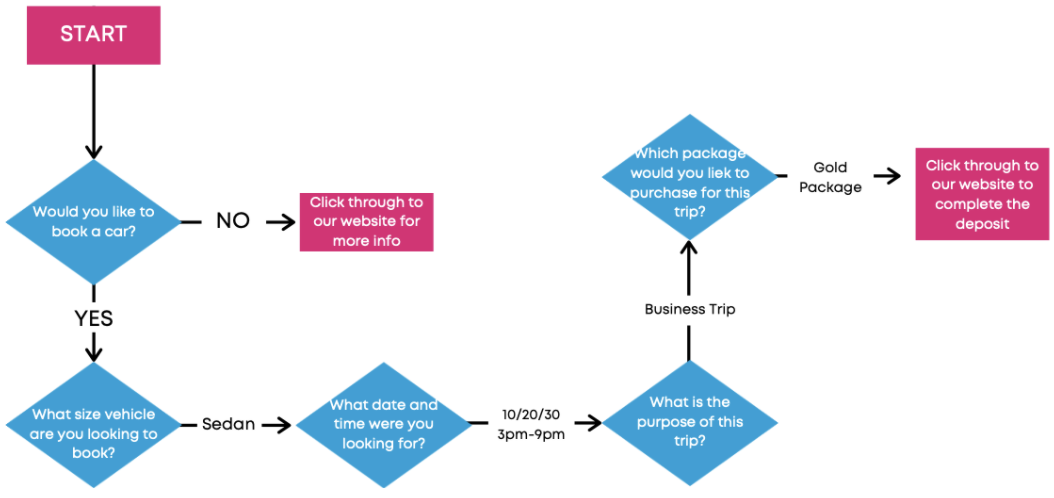 START
Would you like to
book a car?
NO
Click through to
our website for
more info
YES
What size vehicle
are you looking to
book?
Sedan
What date and
time were you
looking for?
10/20/30
3pm-9pm
What is the
purpose of this
trip?
Business Trip
Which package
would you liek to
purchase for this
trip?
Gold
Package
Click through to
our website to
complete the
deposit